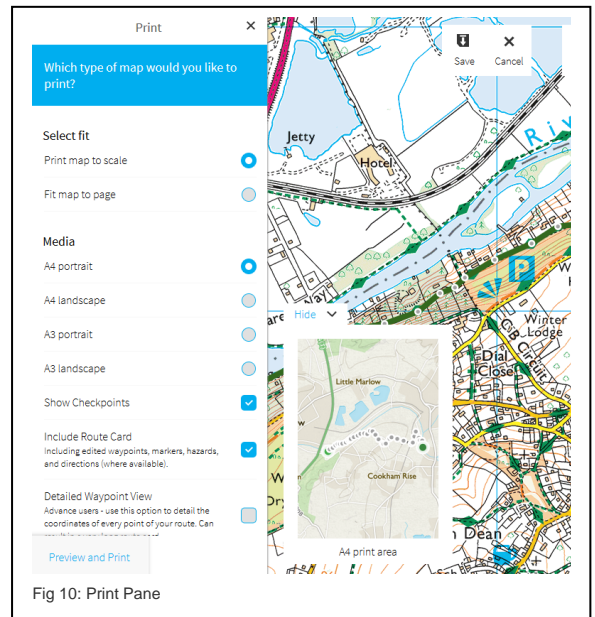 Print
×
Which type of map would you like to
print?
Select fit
Print map to scale
Fit map to page
Media
A4 portrait
A4 landscape
A3 portrait
A3 landscape
Show Checkpoints
Include Route Card
Including edited waypoints, markers, hazards,
and directions (where available).
Detailed Waypoint View
Advance users - use this option to detail the
coordinates of every point of your route. Can
Preview and Print
Save
Cancel
Jetty
Hotel
Riv
P
Hide
Winter
Lodge
Dial
Close
Circuit
Dean
Little Marlow
Cookham Rise
A4 print area
Fig 10: Print Pane